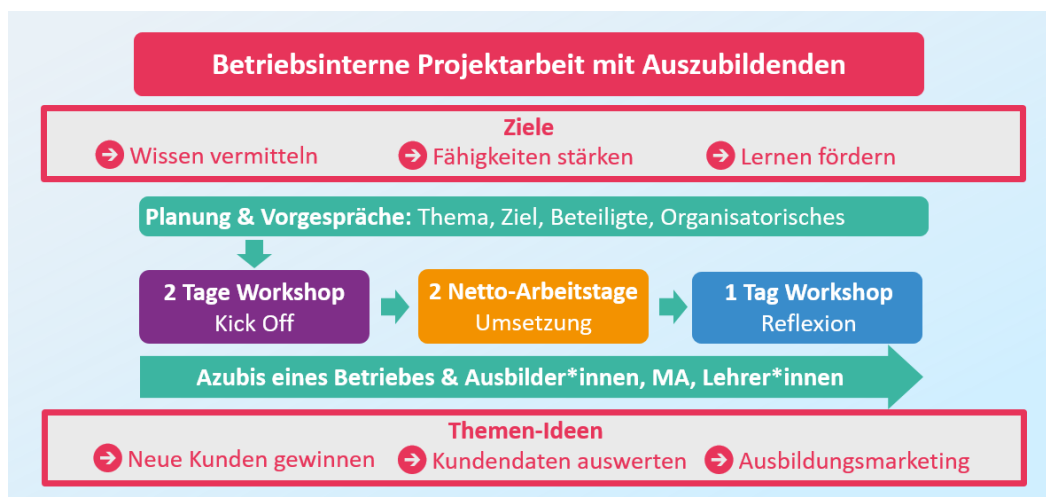 Betriebsinterne Projektarbeit mit Auszubildenden
Ziele
Wissen vermitteln
Fähigkeiten stärken
Lernen fördern
Planung & Vorgespräche: Thema, Ziel, Beteiligte, Organisatorisches
2 Tage Workshop
Kick Off
2 Netto-Arbeitstage
Umsetzung
1 Tag Workshop
Reflexion
Azubis eines Betriebes & Ausbilder*innen, MA, Lehrer*innen
Themen-Ideen
Neue Kunden gewinnen
Kundendaten auswerten
Ausbildungsmarketing